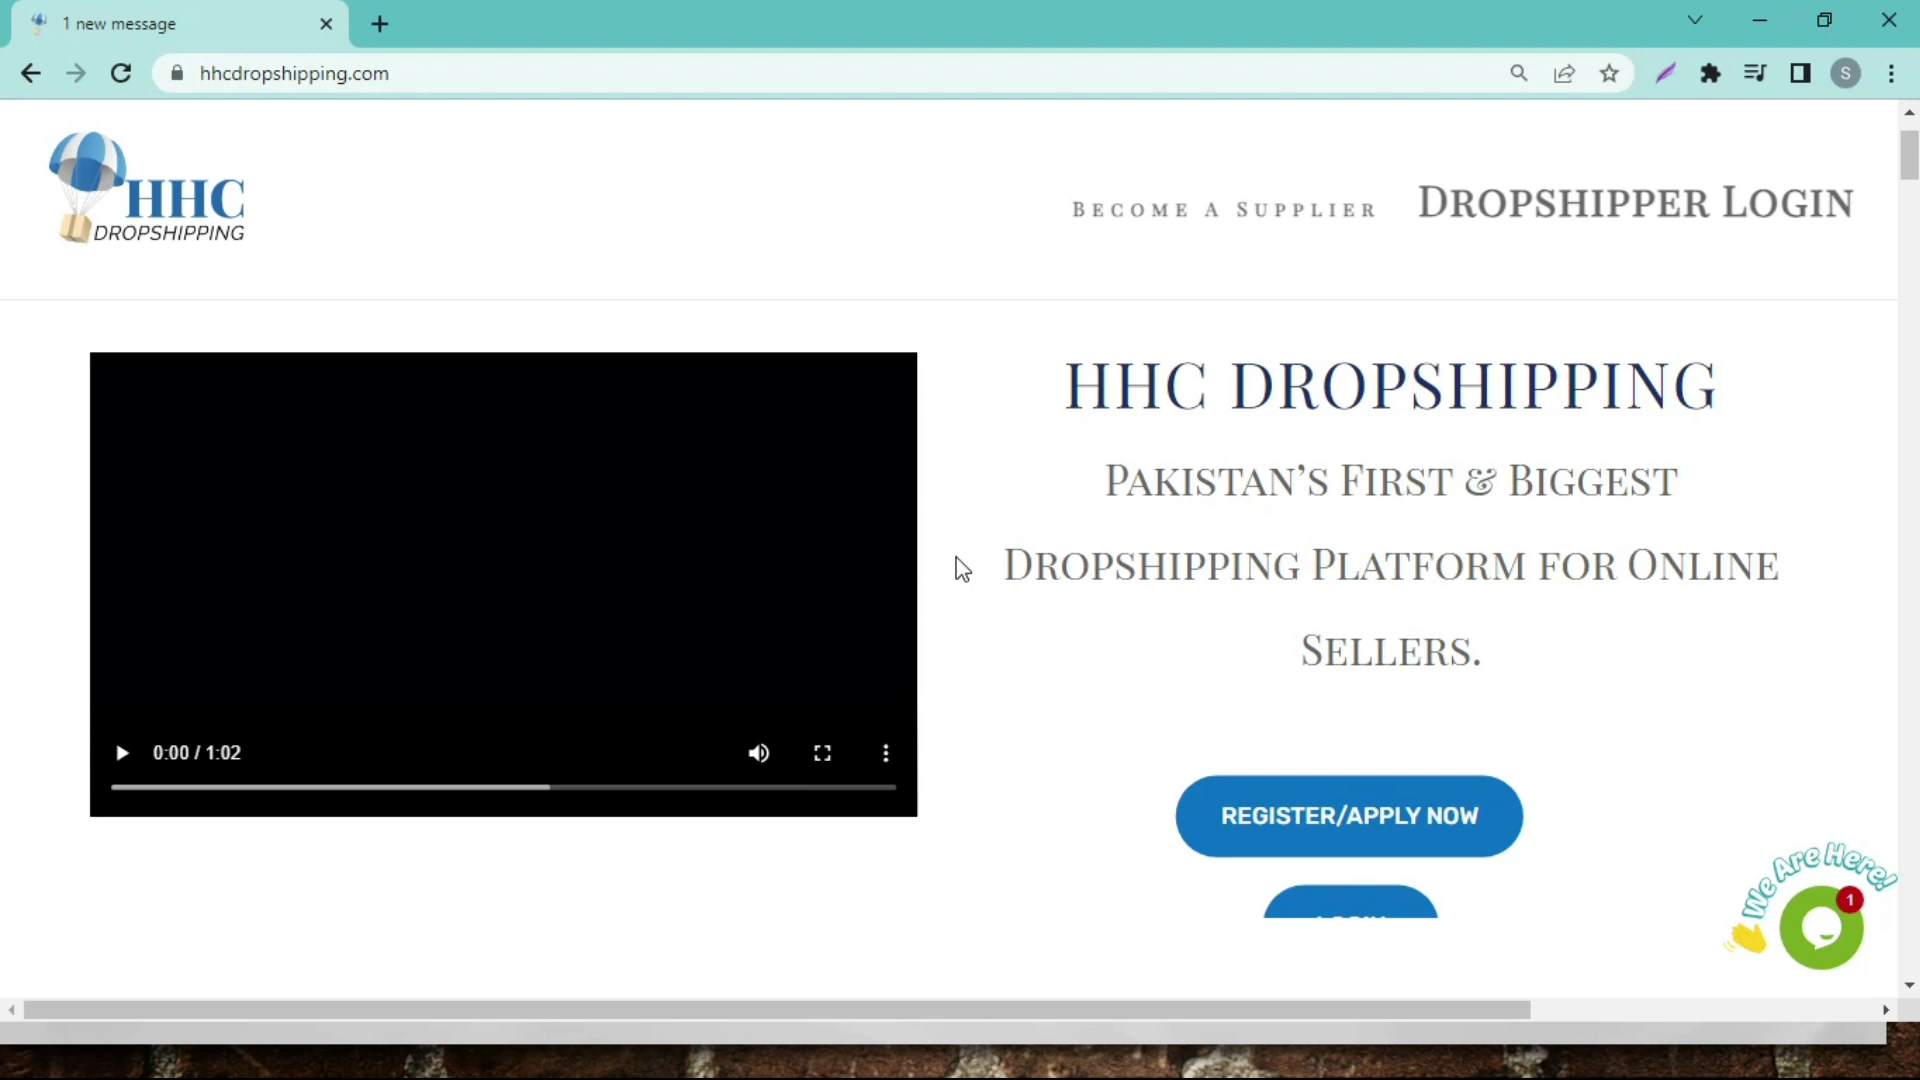 1 new message
hhcdropshipping.com
S
HHC
DROPSHIPPING
BECOME A SUPPLIER
DROPSHIPPER LOGIN
HHC DROPSHIPPING
PAKISTAN’S FIRST & BIGGEST
DROPSHIPPING PLATFORM FOR ONLINE
SELLERS.
0:00 / 1:02
REGISTER/APPLY NOW
We Are Here!
1